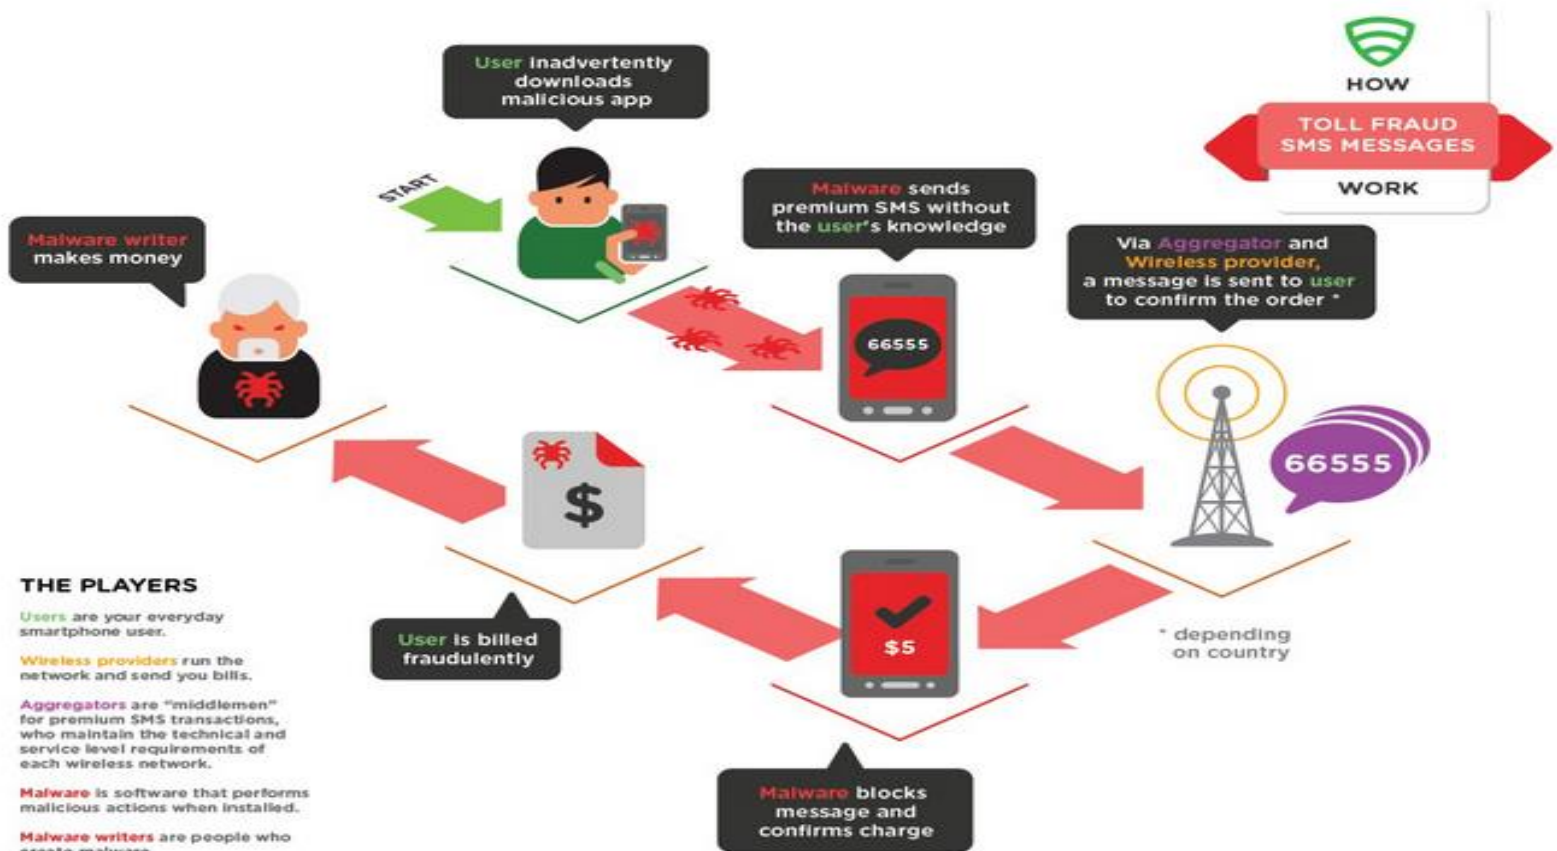 HOW
TOLL FRAUD
SMS MESSAGES
WORK
User inadvertently
downloads
malicious app
START
Malware sends
premium SMS without
the user's knowledge
66555
Via Aggregator and
Wireless provider,
a message is sent to user
to confirm the order *
66555
* depending
on country
$5
Malware blocks
message and
confirms charge
$
User is billed
fraudulently
Malware writer
makes money
THE PLAYERS
Users are your everyday
smartphone user.
Wireless providers run the
network and send you bills.
Aggregators are "middlemen"
for premium SMS transactions,
who maintain the technical and
service level requirements of
each wireless network.
Malware is software that performs
malicious actions when installed.
Malware writers are people who
create malware.